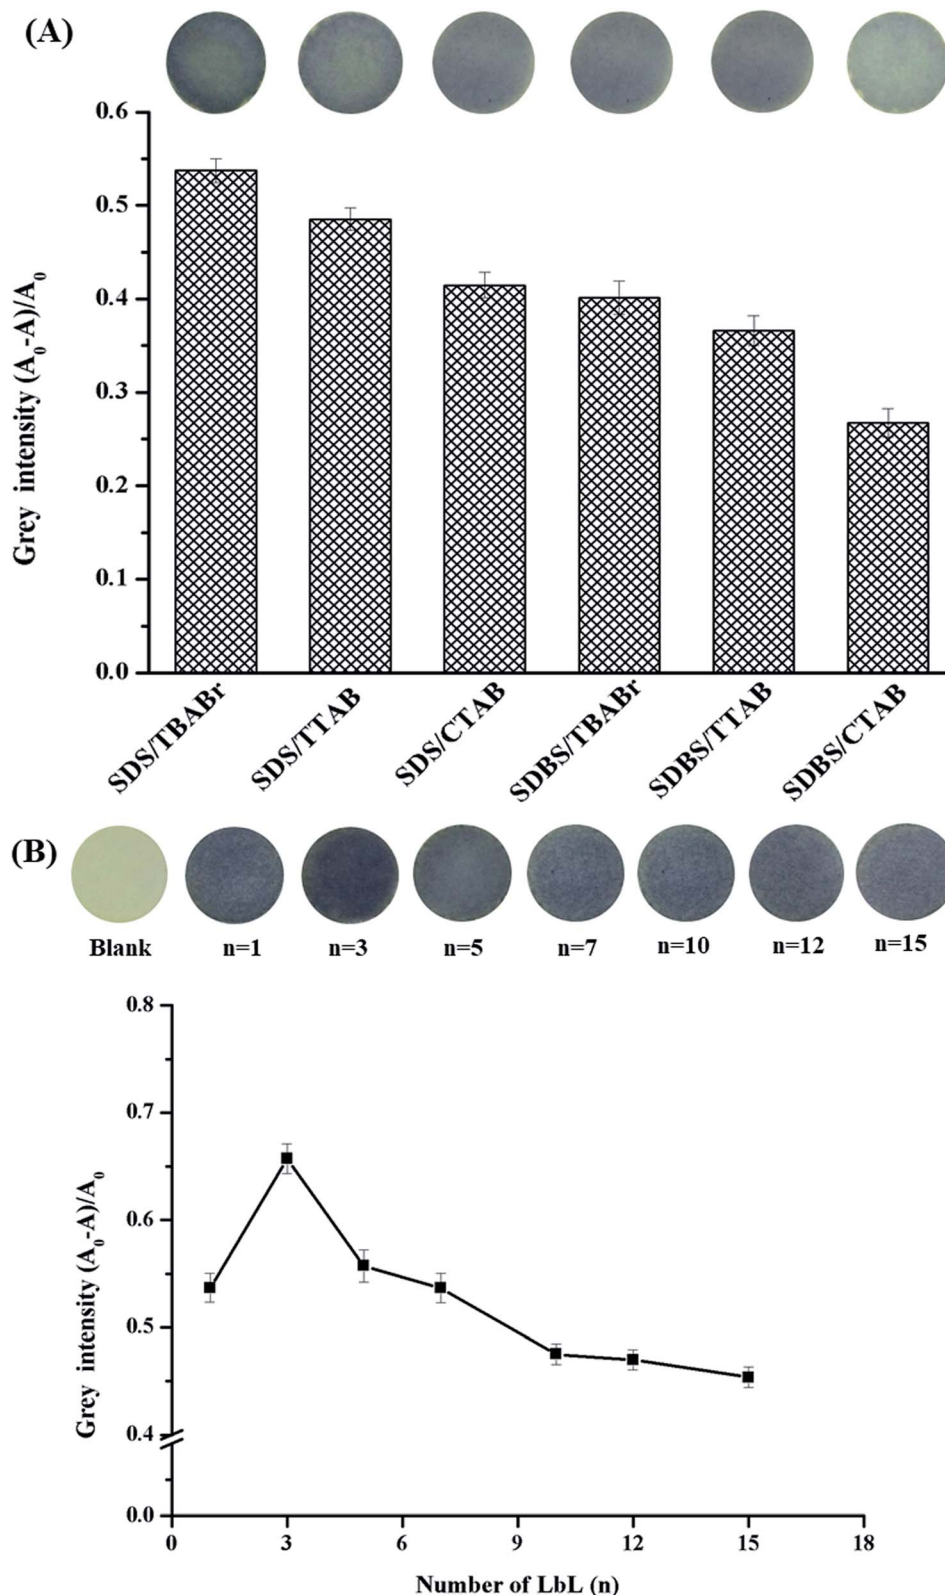 (A)
0.6
0.5
0.4
0.3
0.2
0.1
0.0
Grey intensity (A0-A)/A0
SDS/TBABr
SDS/TTAB
SDS/CTAB
SDBS/TBABr
SDBS/TTAB
SDBS/CTAB
(B)
Blank n=1 n=3 n=5 n=7 n=10 n=12 n=15
0.8
0.7
0.6
0.5
0.4
0.0
Grey intensity (A0-A)/A0
0 3 6 9 12 15 18
Number of LbL (n)